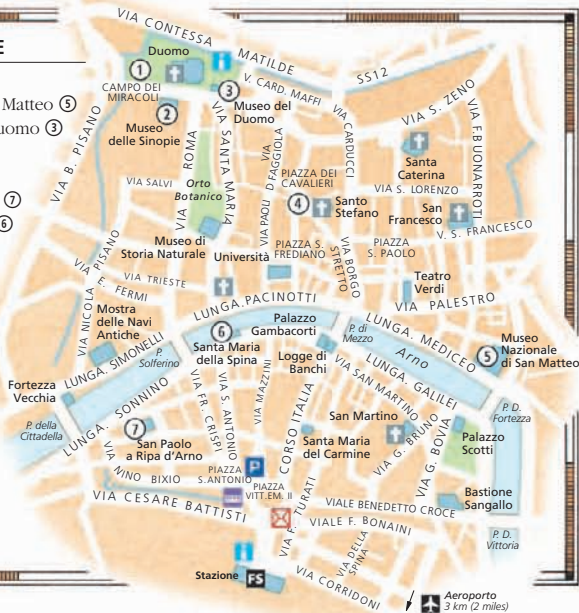 E
Matteo ⑤
uomo ③
⑦
⑥
VIA CONTESSA MATILDE
SS12
Duomo
①
CAMPO DEI
MIRACOLI
③
Museo del
Duomo
V. CARD. MAFFI
②
Museo
delle Sinopie
VIA B. PISANO
VIA ROMA
VIA SANTA MARIA
VIA PAOLI
VIA
D FAGGIOLA
VIA CARDUCCI
VIA S. ZENO
VIA F.BUONARROTI
Santa
Caterina
VIA SALVI
Orto
Botanico
PIAZZA DEI
CAVALIERI
④
Santo
Stefano
VIA S. LORENZO
San
Francesco
V. S. FRANCESCO
Museo di
Storia Naturale
Università
PIAZZA S.
FREDIANO
VIA BORGO
STRETTO
PIAZZA
S. PAOLO
Teatro
Verdi
VIA NICOLA PISANO
VIA E. FERMI
VIA TRIESTE
VIA PALESTRO
LUNGA. PACINOTTI
Mostra
delle Navi
Antiche
⑥
Santa Maria
della Spina
Palazzo
Gambacorti
P. di
Mezzo
LUNGA. MEDICEO
Arno
⑤
Museo
Nazionale
di San Matteo
LUNGA. SIMONELLI
P.
Solferino
Logge di
Banchi
LUNGA. GALILEI
Fortezza
Vecchia
LUNGA. SONNINO
P. della
Cittadella
⑦
San Paolo
a Ripa d'Arno
VIA FR. CRISPI
VIA S. ANTONIO
VIA MAZZINI
CORSO ITALIA
VIA SAN MARTINO
San Martino
VIA G. BRUNO
VIA G. BOVIA
P. D.
Fortezza
Palazzo
Scotti
Santa Maria
del Carmine
VIA NINO BIXIO
PIAZZA
S.ANTONIO
P
PIAZZA
VITT.EM. II
VIA CESARE BATTISTI
VIA F. TURATI
VIALE BENEDETTO CROCE
VIALE F. BONAINI
Bastione
Sangallo
P. D.
Vittoria
VIA DELLA
SPINA
VIA CORRIDONI
Stazione
FS
Aeroporto
3 km (2 miles)